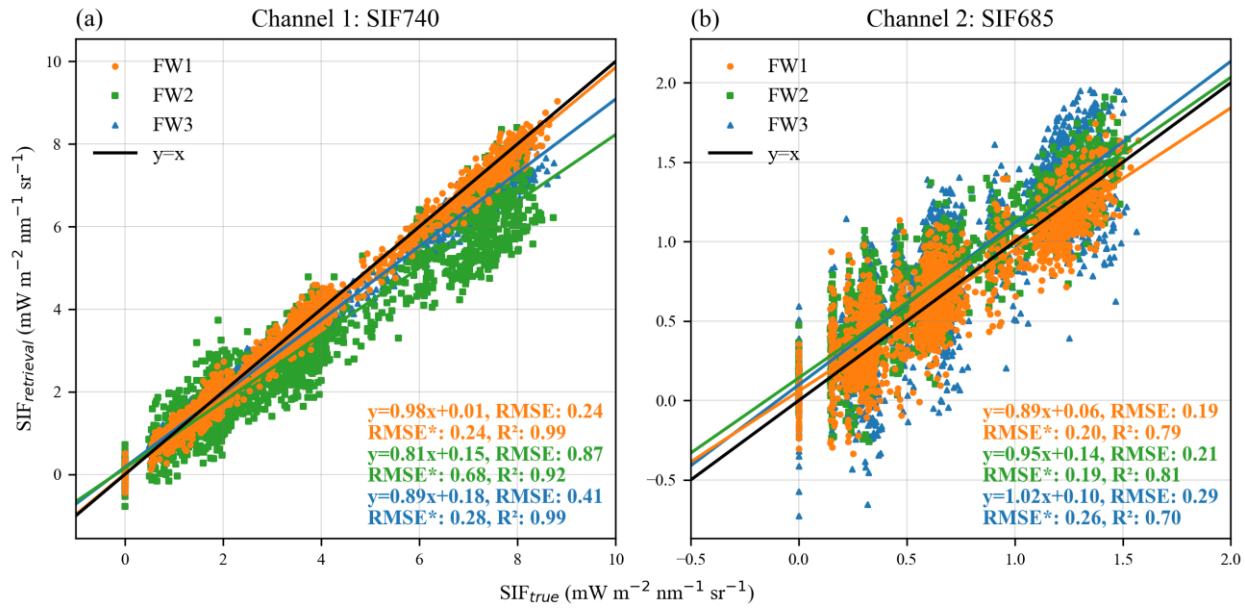 (a) Channel 1: SIF740
(b) Channel 2: SIF685
SIF_retrieval (mW m⁻² nm⁻¹ sr⁻¹)
10
8
6
4
2
0
FW1
FW2
FW3
y=x
y=0.98x+0.01, RMSE: 0.24
RMSE*: 0.24, R²: 0.99
y=0.81x+0.15, RMSE: 0.87
RMSE*: 0.68, R²: 0.92
y=0.89x+0.18, RMSE: 0.41
RMSE*: 0.28, R²: 0.99
0 2 4 6 8 10
2.0
1.5
1.0
0.5
0.0
−0.5
FW1
FW2
FW3
y=x
y=0.89x+0.06, RMSE: 0.19
RMSE*: 0.20, R²: 0.79
y=0.95x+0.14, RMSE: 0.21
RMSE*: 0.19, R²: 0.81
y=1.02x+0.10, RMSE: 0.29
RMSE*: 0.26, R²: 0.70
−0.5 0.0 0.5 1.0 1.5 2.0
SIF_true (mW m⁻² nm⁻¹ sr⁻¹)